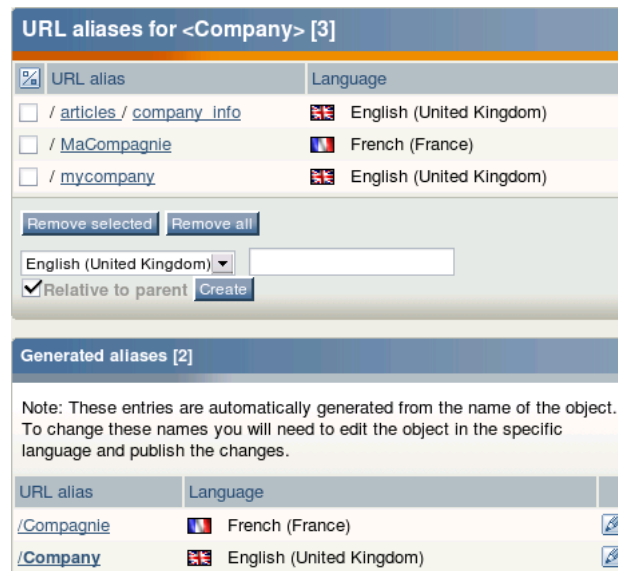 URL aliases for <Company> [3]
URL alias Language
/ articles / company_info English (United Kingdom)
/ MaCompagnie French (France)
/ mycompany English (United Kingdom)
Remove selected Remove all
English (United Kingdom)
Relative to parent Create
Generated aliases [2]
Note: These entries are automatically generated from the name of the object.
To change these names you will need to edit the object in the specific
language and publish the changes.
URL alias Language
/Compagnie French (France)
/Company English (United Kingdom)